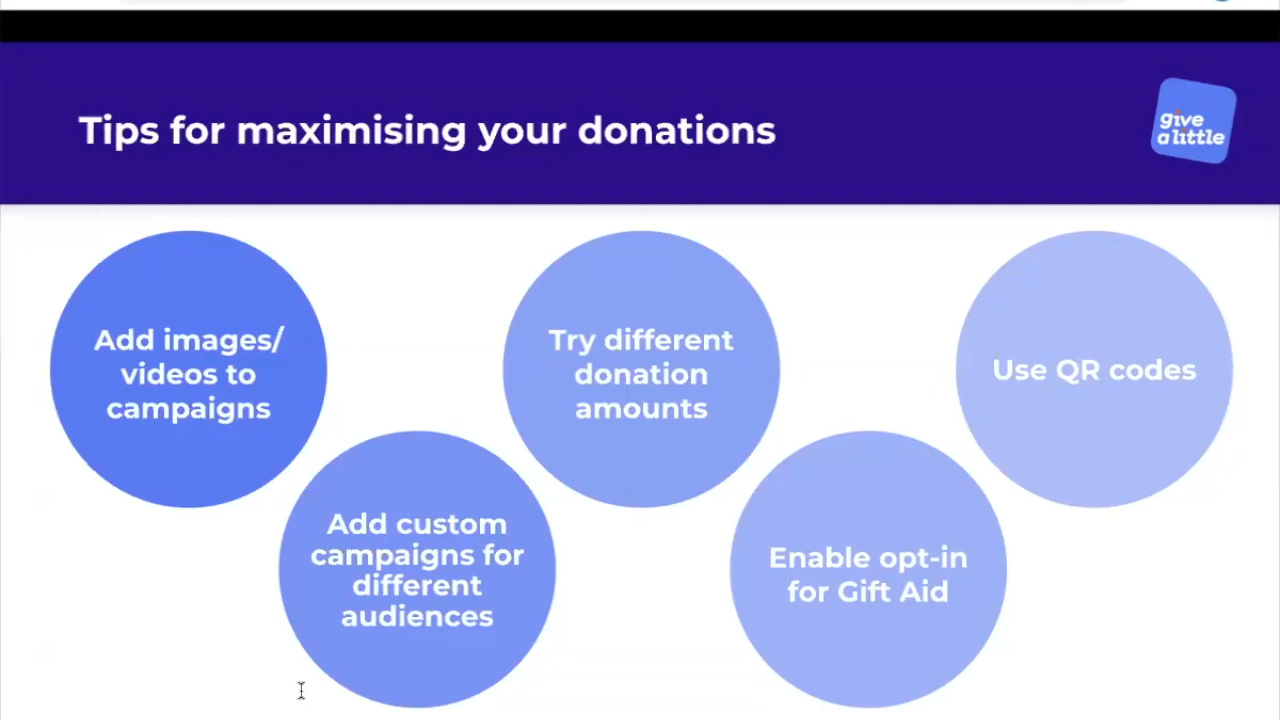 Tips for maximising your donations
give
a little
Add images/
videos to
campaigns
Add custom
campaigns for
different
audiences
Try different
donation
amounts
Enable opt-in
for Gift Aid
Use QR codes